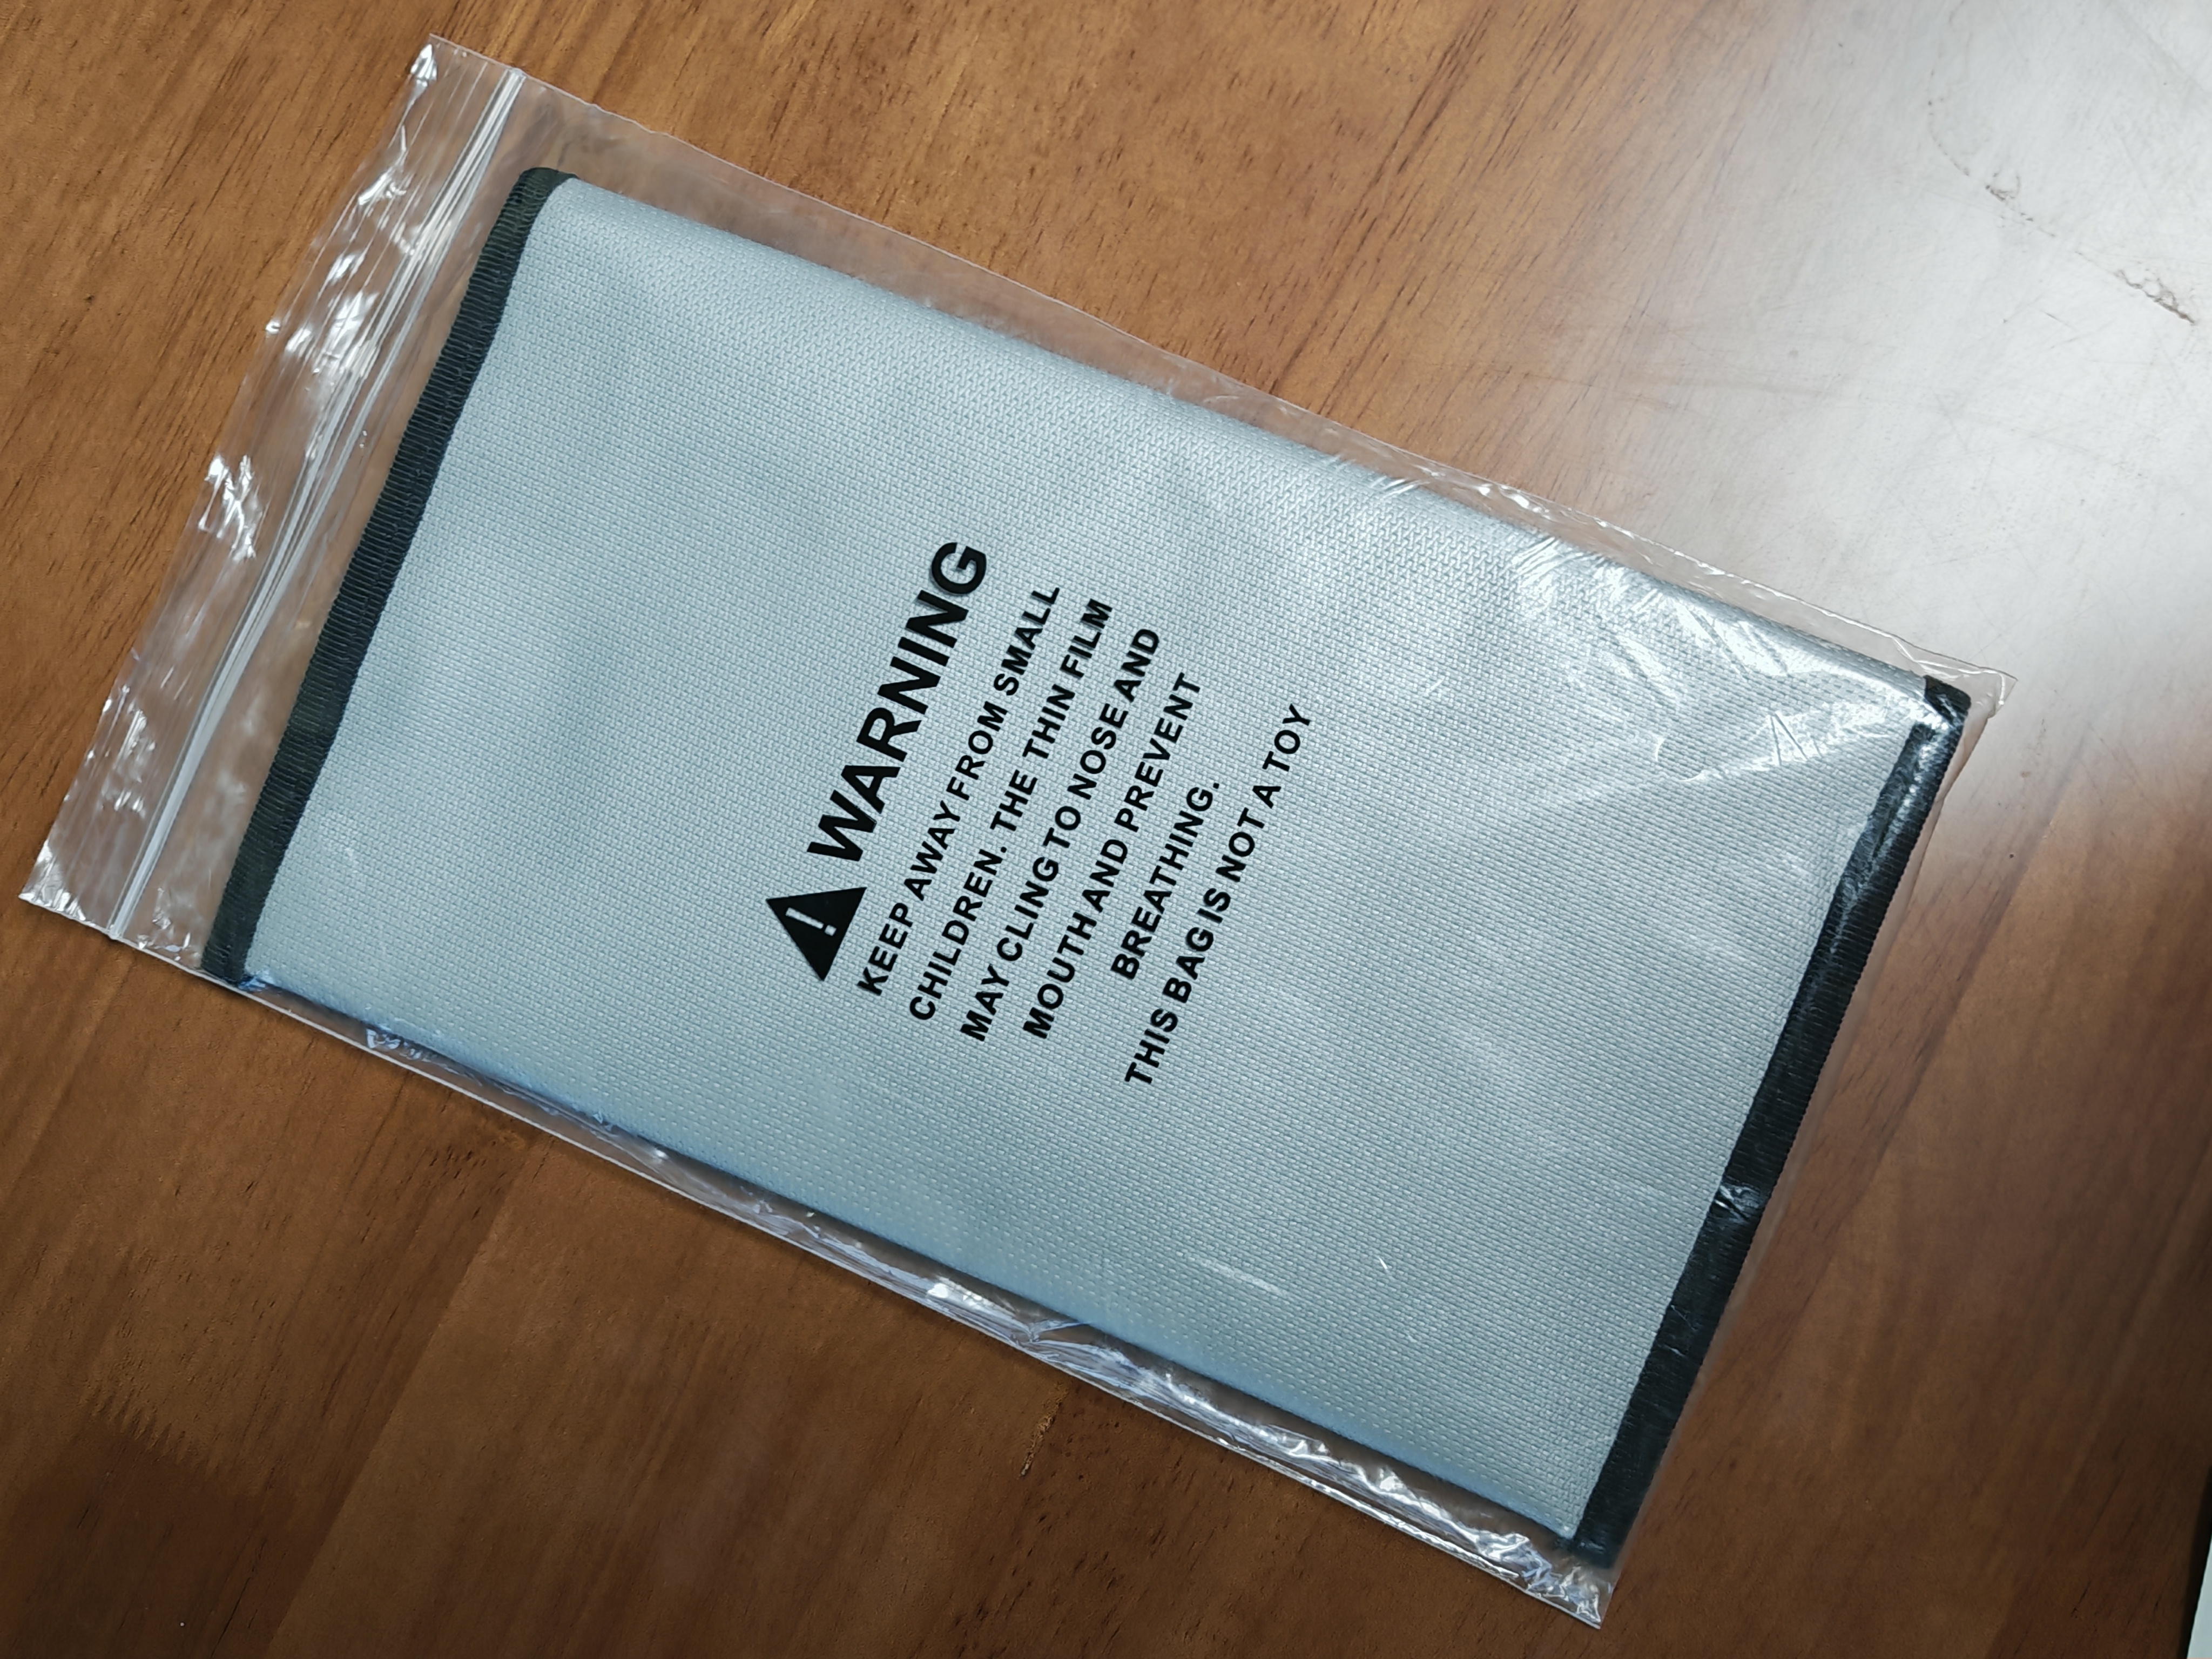 WARNING
KEEP AWAY FROM SMALL
CHILDREN. THE THIN FILM
MAY CLING TO NOSE AND
MOUTH AND PREVENT
BREATHING.
THIS BAG IS NOT A TOY